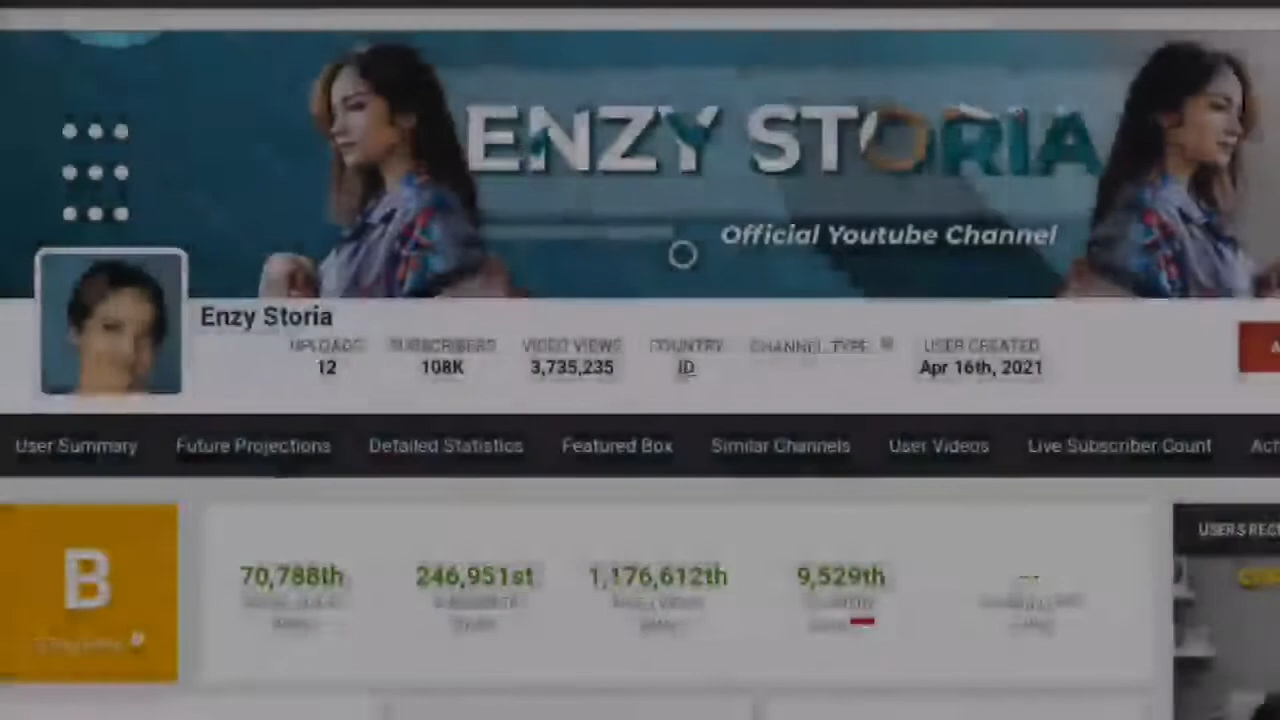 ENZY STORIA
Official Youtube Channel
Enzy Storia
UPLOADS SUBSCRIBERS VIDEO VIEWS COUNTRY CHANNEL TYPE USER CREATED
12 108K 3,735,235 ID Apr 16th, 2021
User Summary Future Projections Detailed Statistics Featured Box Similar Channels User Videos Live Subscriber Count
B
70,788th 246,951st 1,176,612th 9,529th --
USERS